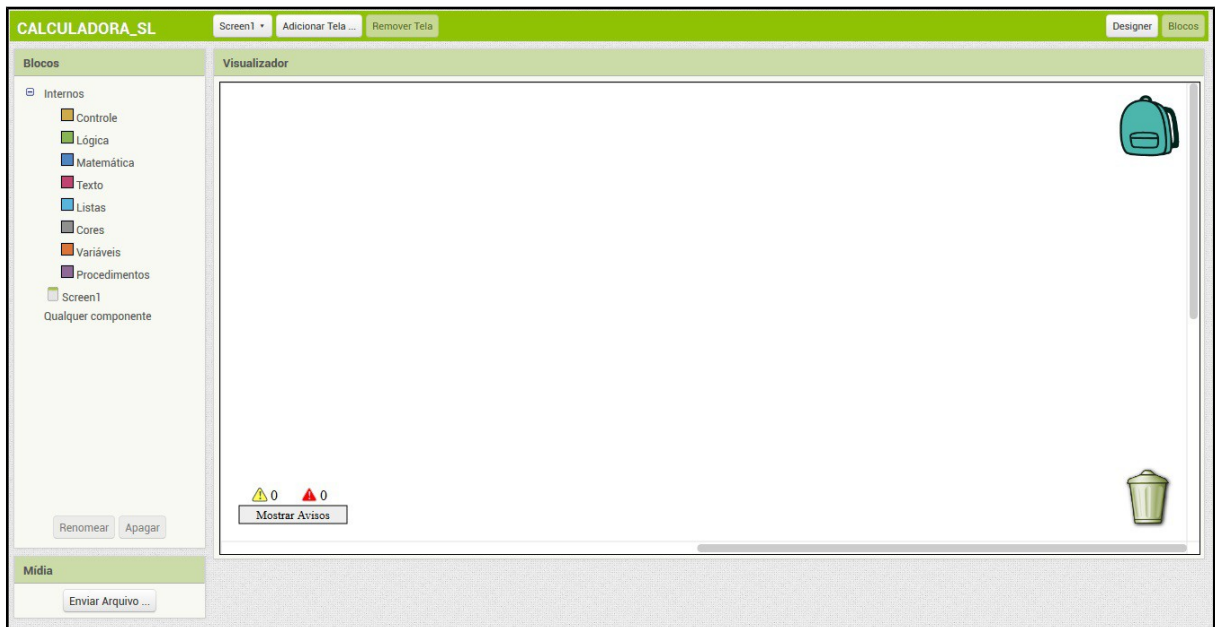 CALCULADORA_SL
Screen1
Adicionar Tela ...
Remover Tela
Designer
Blocos
Blocos
Internos
Controle
Lógica
Matemática
Texto
Listas
Cores
Variáveis
Procedimentos
Screen1
Qualquer componente
Renomear
Apagar
Mídia
Enviar Arquivo ...
Visualizador
0
0
Mostrar Avisos